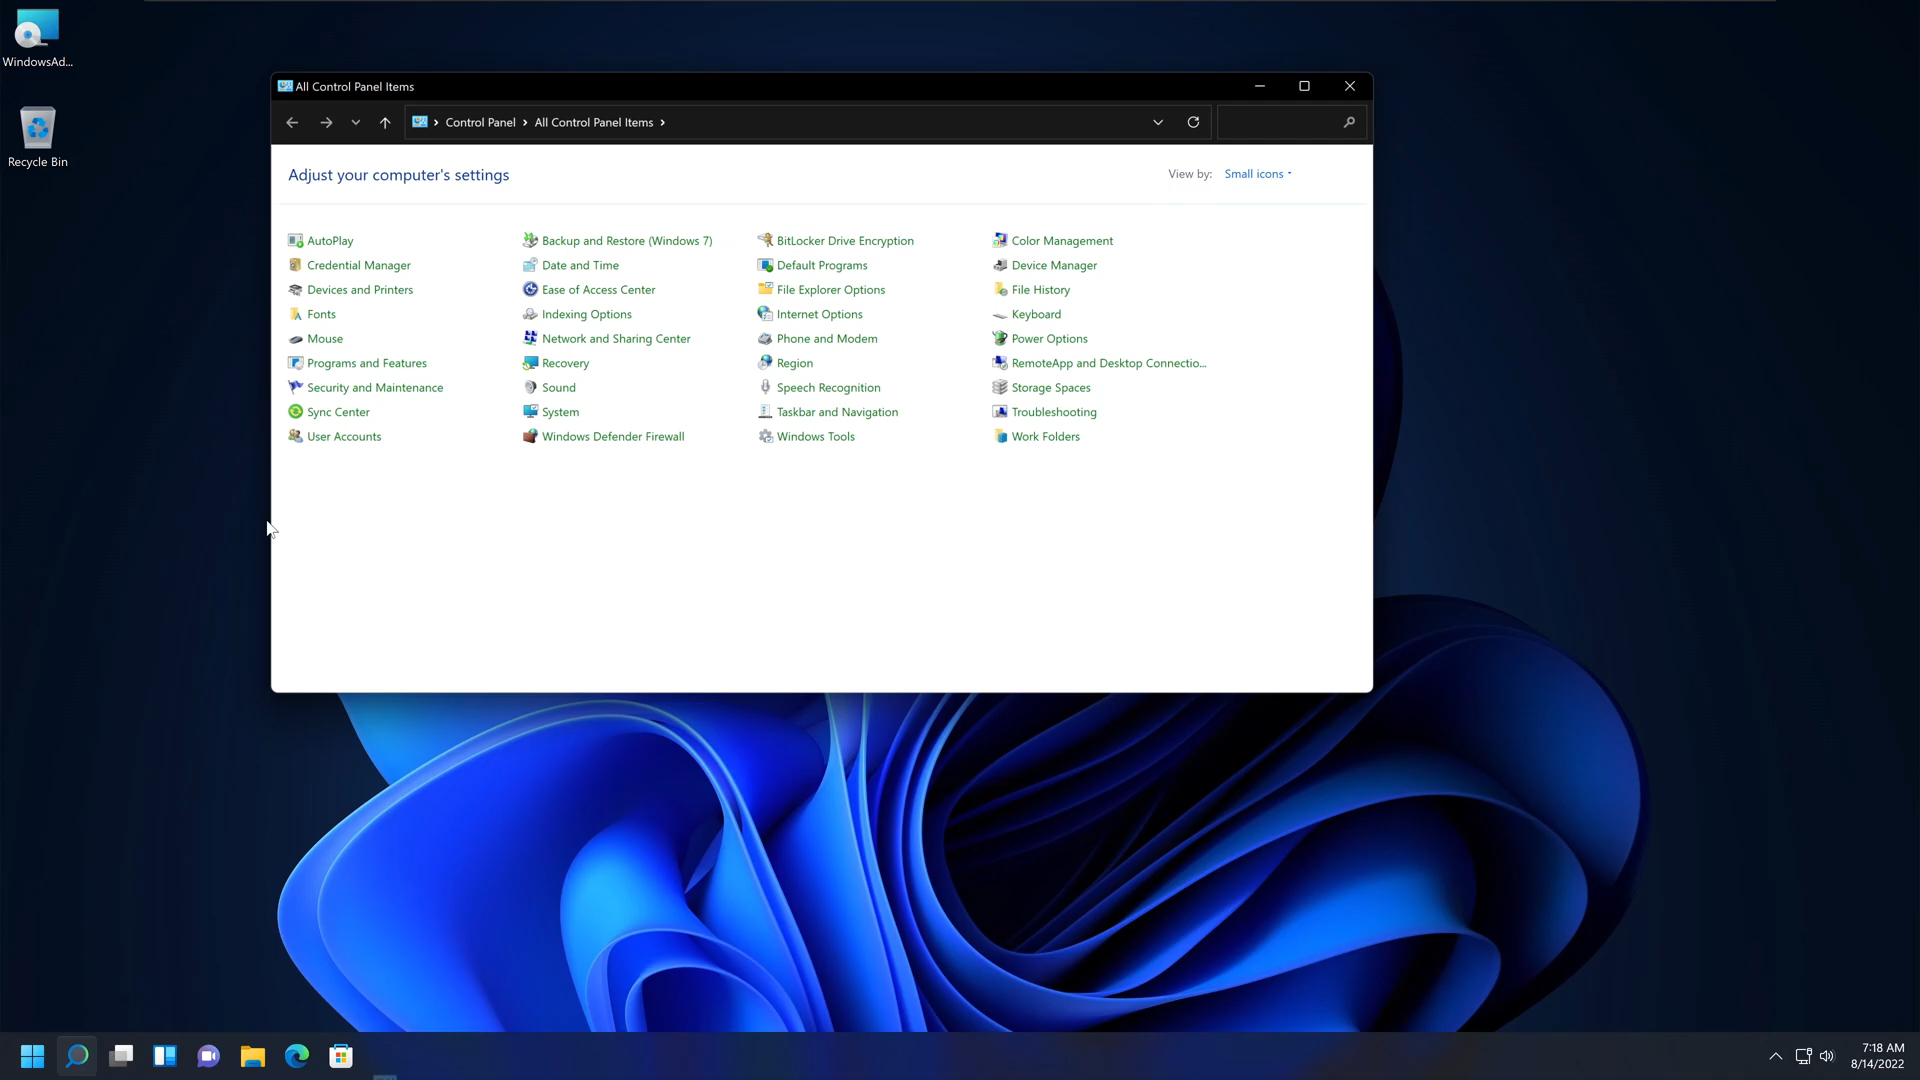 WindowsAd...
Recycle Bin
All Control Panel Items
Control Panel > All Control Panel Items >
Adjust your computer's settings
View by: Small icons
AutoPlay
Backup and Restore (Windows 7)
BitLocker Drive Encryption
Color Management
Credential Manager
Date and Time
Default Programs
Device Manager
Devices and Printers
Ease of Access Center
File Explorer Options
File History
Fonts
Indexing Options
Internet Options
Keyboard
Mouse
Network and Sharing Center
Phone and Modem
Power Options
Programs and Features
Recovery
Region
RemoteApp and Desktop Connectio...
Security and Maintenance
Sound
Speech Recognition
Storage Spaces
Sync Center
System
Taskbar and Navigation
Troubleshooting
User Accounts
Windows Defender Firewall
Windows Tools
Work Folders
7:18 AM
8/14/2022